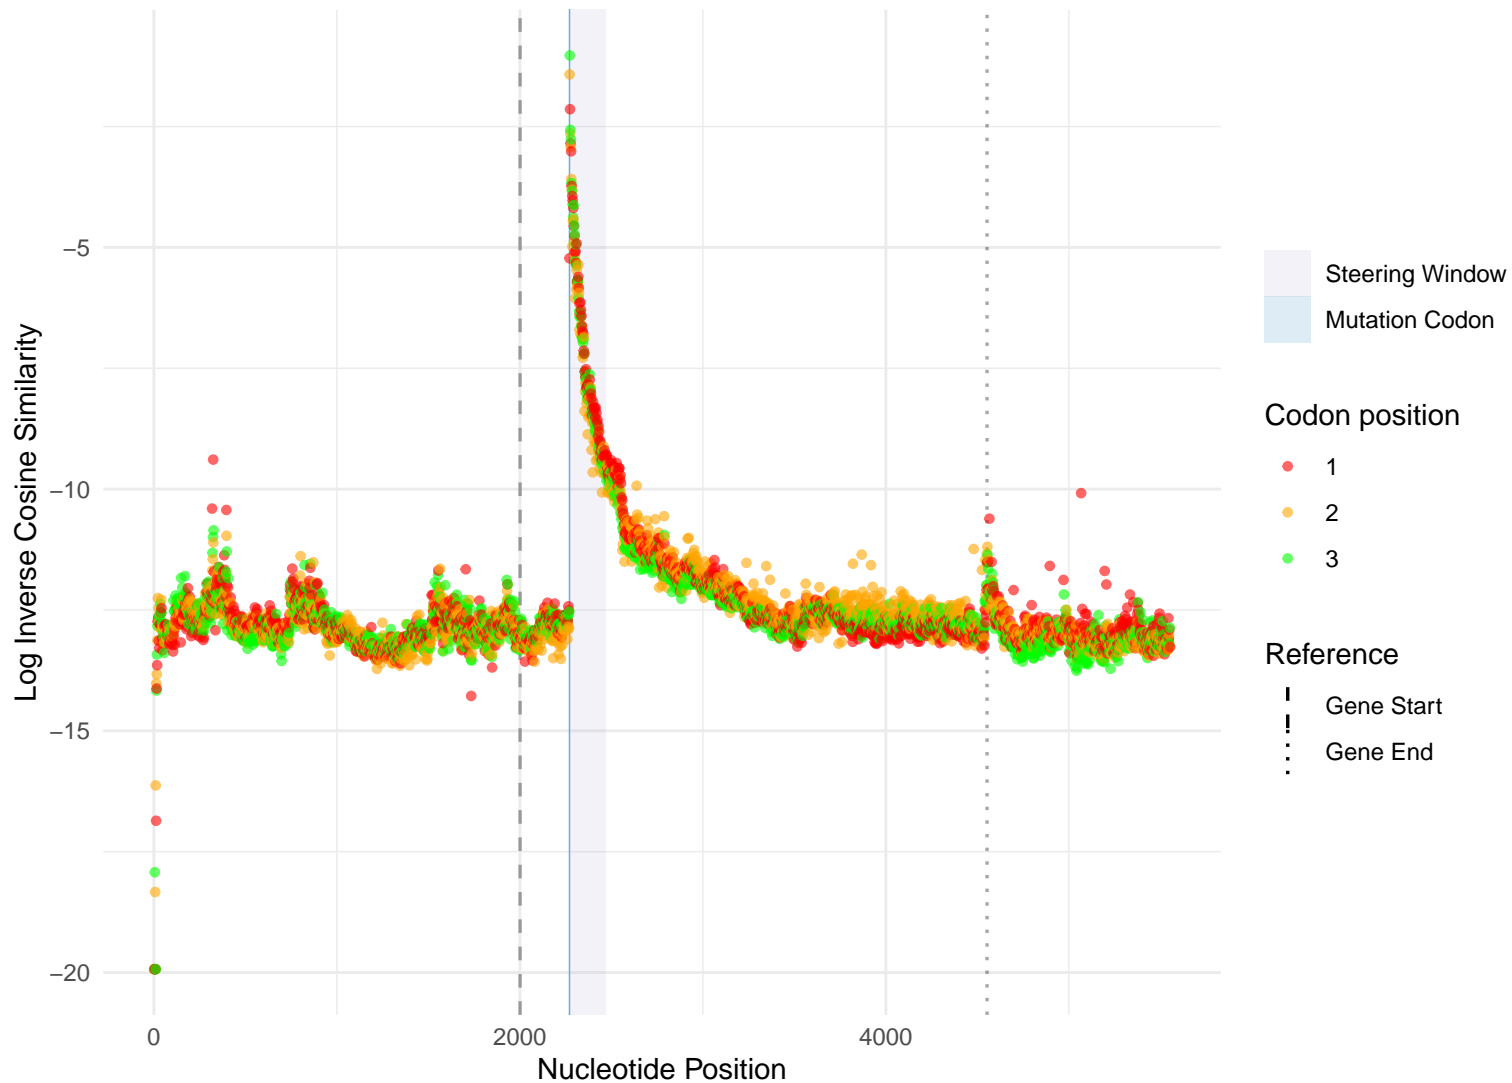 Log Inverse Cosine Similarity
−5
−10
−15
−20
0
2000
4000
Nucleotide Position
Steering Window
Mutation Codon
Codon position
1
2
3
Reference
Gene Start
Gene End